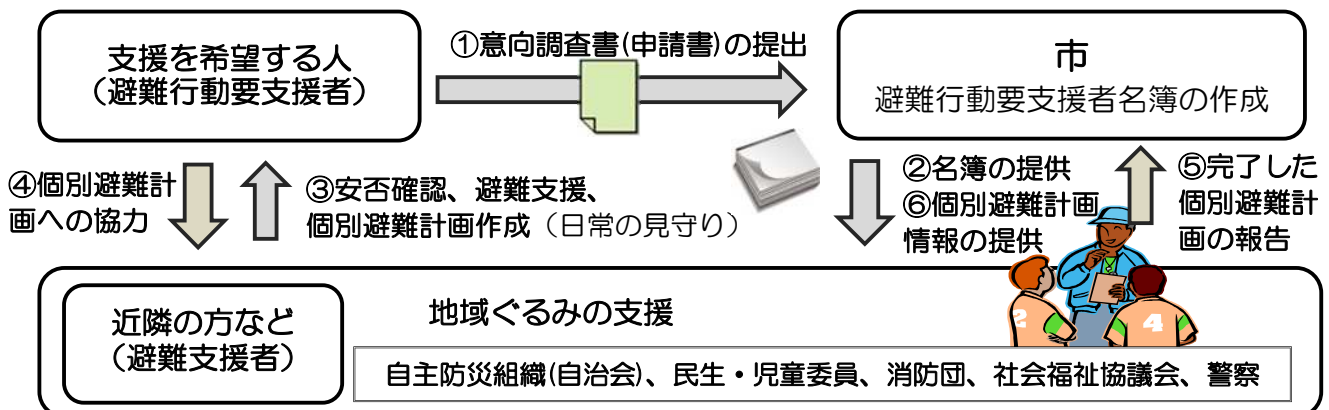 支援を希望する人
（避難行動要支援者）
①意向調査書(申請書)の提出
市
避難行動要支援者名簿の作成
④個別避難計
画への協力
③安否確認、避難支援、
個別避難計画作成（日常の見守り）
②名簿の提供
⑥個別避難計画
情報の提供
⑤完了した
個別避難計
画の報告
近隣の方など
（避難支援者）
地域ぐるみの支援
2
4
自主防災組織(自治会)、民生・児童委員、消防団、社会福祉協議会、警察